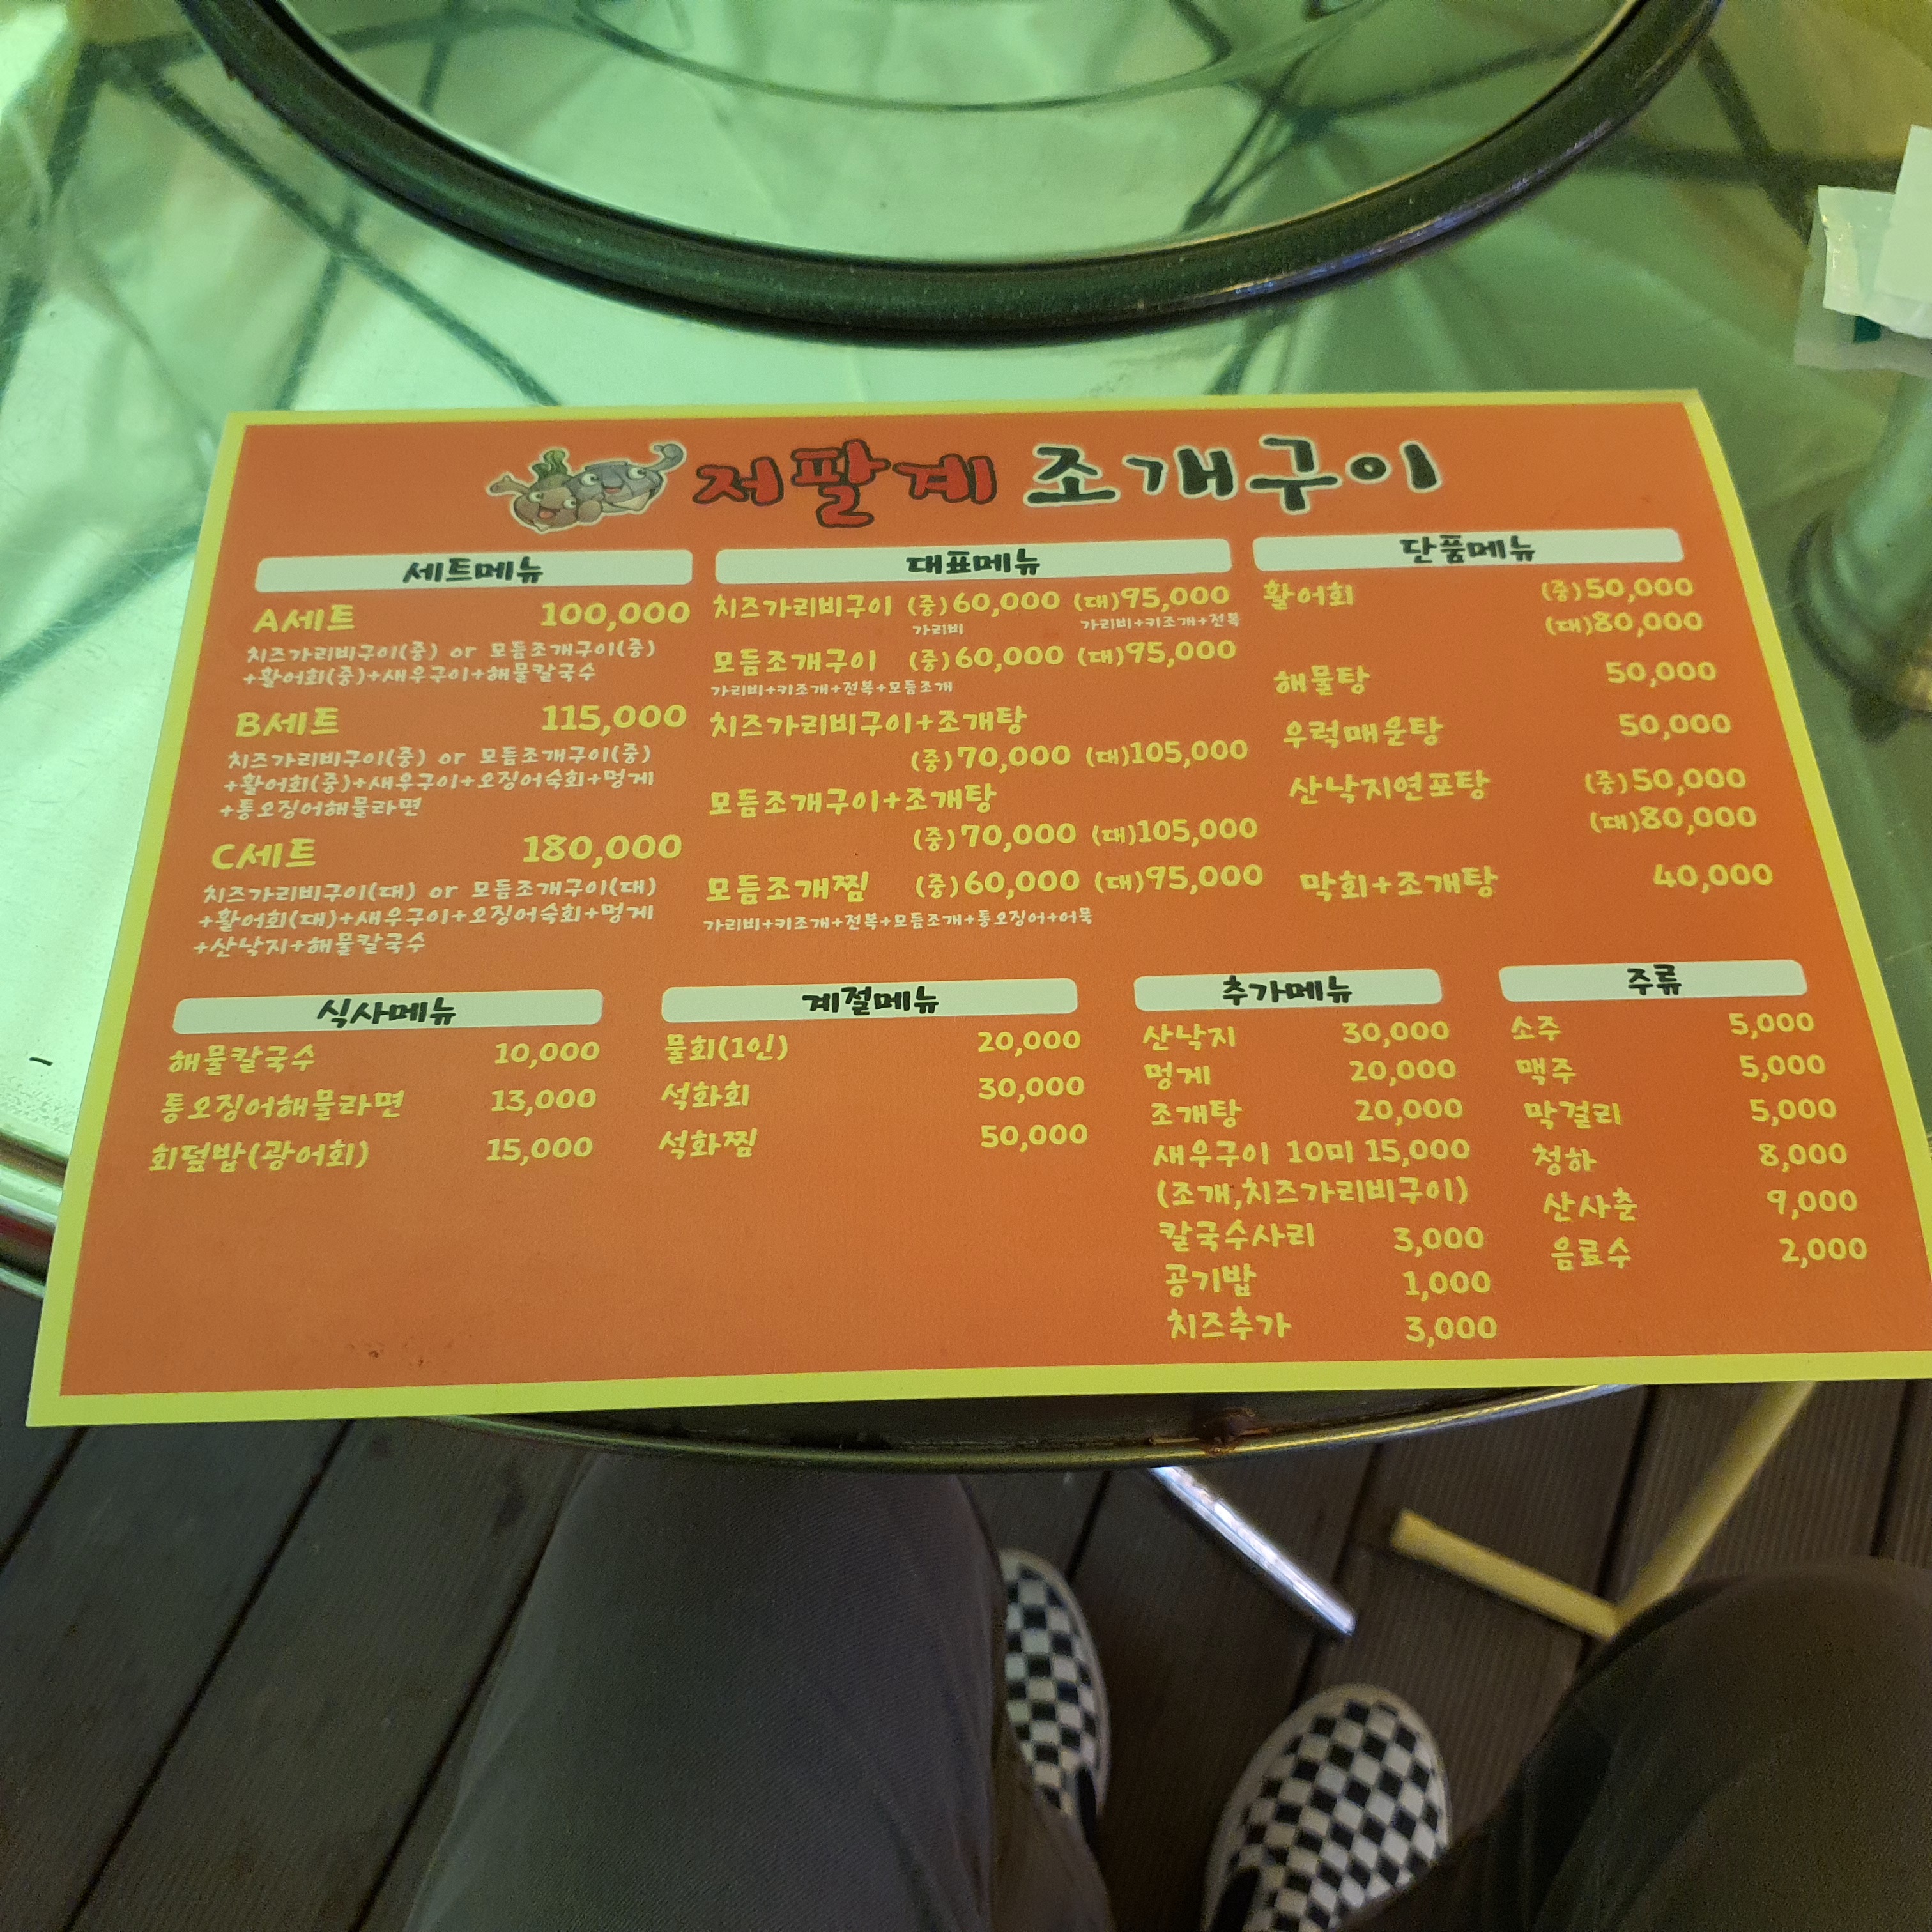 저팔계 조개구이
세트메뉴
A세트 100,000
치즈가리비구이(중) or 모듬조개구이(중)
+활어회(중)+새우구이+해물칼국수
B세트 115,000
치즈가리비구이(중) or 모듬조개구이(중)
+활어회(중)+새우구이+오징어숙회+멍게
+통오징어해물라면
C세트 180,000
치즈가리비구이(대) or 모듬조개구이(대)
+활어회(대)+새우구이+오징어숙회+멍게
+산낙지+해물칼국수
대표메뉴
치즈가리비구이 (중)60,000 (대)95,000
가리비 가리비+키조개+전복
모듬조개구이 (중)60,000 (대)95,000
가리비+키조개+전복+모듬조개
치즈가리비구이+조개탕
(중)70,000 (대)105,000
모듬조개구이+조개탕
(중)70,000 (대)105,000
모듬조개찜 (중)60,000 (대)95,000
가리비+키조개+전복+모듬조개+통오징어+어묵
단품메뉴
활어회 (중)50,000
(대)80,000
해물탕 50,000
우럭매운탕 50,000
산낙지연포탕 (중)50,000
(대)80,000
막회+조개탕 40,000
식사메뉴
해물칼국수 10,000
통오징어해물라면 13,000
회덮밥(광어회) 15,000
계절메뉴
물회(1인) 20,000
석화회 30,000
석화찜 50,000
추가메뉴
산낙지 30,000
멍게 20,000
조개탕 20,000
새우구이 10미 15,000
(조개,치즈가리비구이)
칼국수사리 3,000
공기밥 1,000
치즈추가 3,000
주류
소주 5,000
맥주 5,000
막걸리 5,000
청하 8,000
산사춘 9,000
음료수 2,000